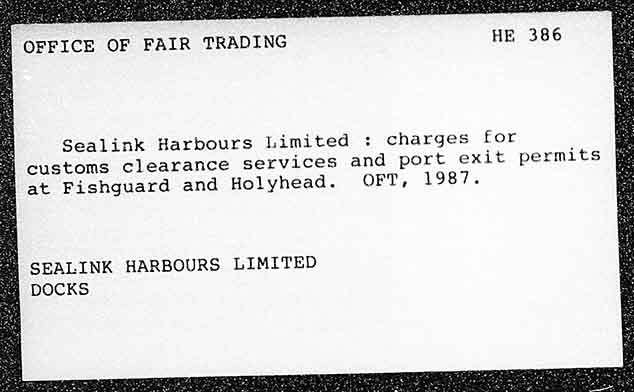 OFFICE OF FAIR TRADING HE 386
Sealink Harbours Limited : charges for
customs clearance services and port exit permits
at Fishguard and Holyhead. OFT, 1987.
SEALINK HARBOURS LIMITED
DOCKS